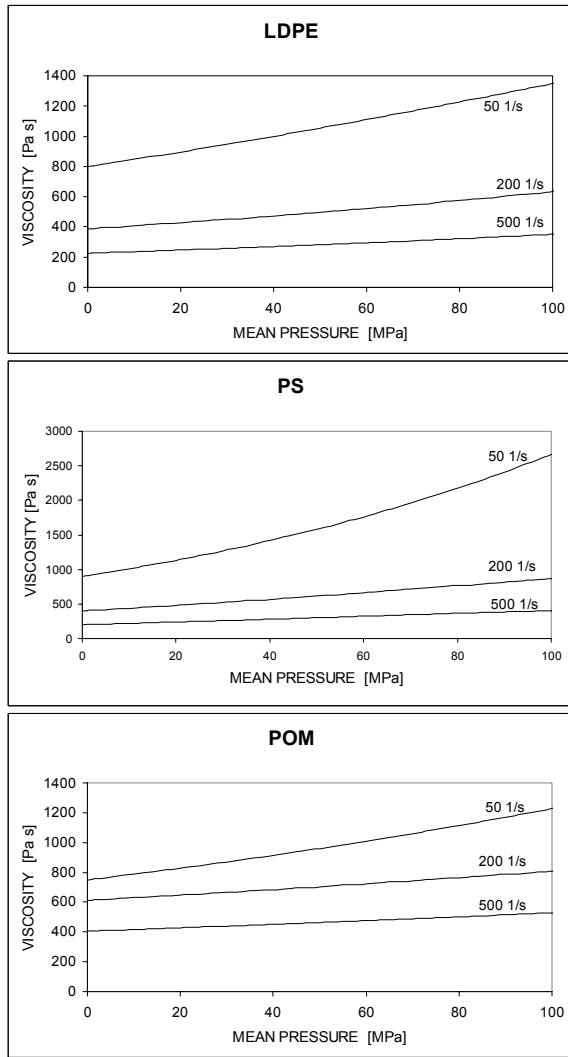 LDPE
1400
1200
1000
800
600
400
200
0
VISCOSITY [Pa s]
50 1/s
200 1/s
500 1/s
0 20 40 60 80 100
MEAN PRESSURE [MPa]
PS
3000
2500
2000
1500
1000
500
0
VISCOSITY [Pa s]
50 1/s
200 1/s
500 1/s
0 20 40 60 80 100
MEAN PRESSURE [MPa]
POM
1400
1200
1000
800
600
400
200
0
VISCOSITY [Pa s]
50 1/s
200 1/s
500 1/s
0 20 40 60 80 100
MEAN PRESSURE [MPa]